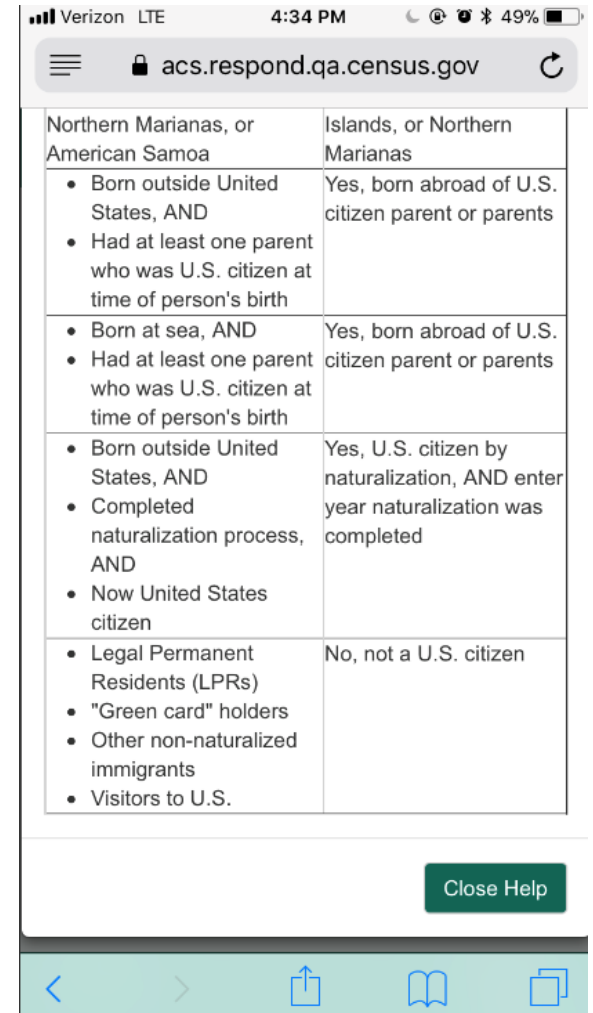 Verizon LTE 4:34 PM 49%
acs.respond.qa.census.gov
Northern Marianas, or
American Samoa
Islands, or Northern
Marianas
• Born outside United
States, AND
• Had at least one parent
who was U.S. citizen at
time of person's birth
Yes, born abroad of U.S.
citizen parent or parents
• Born at sea, AND
• Had at least one parent
who was U.S. citizen at
time of person's birth
Yes, born abroad of U.S.
citizen parent or parents
• Born outside United
States, AND
• Completed
naturalization process,
AND
• Now United States
citizen
Yes, U.S. citizen by
naturalization, AND enter
year naturalization was
completed
• Legal Permanent
Residents (LPRs)
• "Green card" holders
• Other non-naturalized
immigrants
• Visitors to U.S.
No, not a U.S. citizen
Close Help